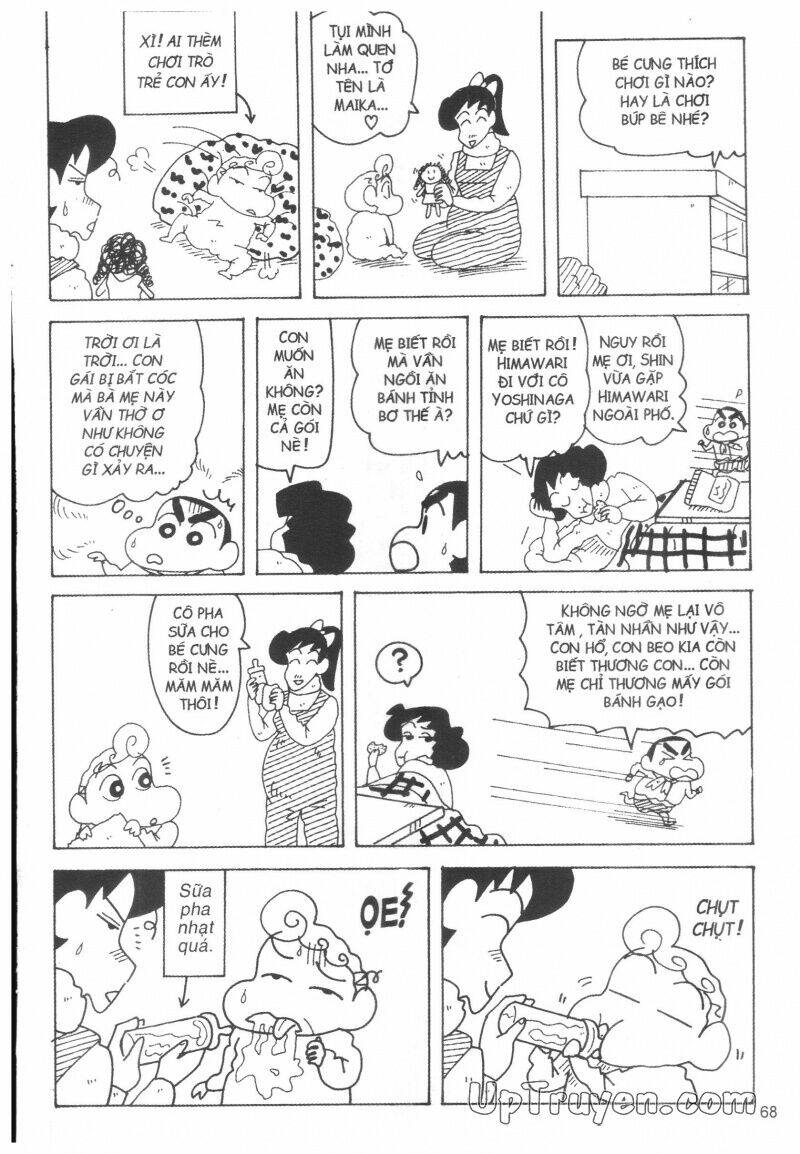 BÉ CƯNG THÍCH
CHƠI GÌ NÀO?
HAY LÀ CHƠI
BÚP BÊ NHÉ?
TỤI MÌNH
LÀM QUEN
NHA... TỚ
TÊN LÀ
MAIKA...
♡
XÌ! AI THÈM
CHƠI TRÒ
TRẺ CON ẤY!
NGUY RỒI
MẸ ƠI, SHIN
VỪA GẶP
HIMAWARI
NGOÀI PHỐ.
MẸ BIẾT RỒI!
HIMAWARI
ĐI VỚI CÔ
YOSHINAGA
CHỨ GÌ?
MẸ BIẾT RỒI
MÀ VẪN
NGỒI ĂN
BÁNH TỈNH
BƠ THẾ À?
CON
MUỐN
ĂN
KHÔNG?
MẸ CÒN
CẢ GÓI
NÈ!
TRỜI ƠI LÀ
TRỜI... CON
GÁI BỊ BẮT CÓC
MÀ BÀ MẸ NÀY
VẪN THỜ Ơ
NHƯ KHÔNG
CÓ CHUYỆN
GÌ XẢY RA...
KHÔNG NGỜ MẸ LẠI VÔ
TÂM, TÀN NHẪN NHƯ VẬY...
CON HỔ, CON BEO KIA CÒN
BIẾT THƯƠNG CON... CÒN
MẸ CHỈ THƯƠNG MẤY GÓI
BÁNH GẠO!
?
CÔ PHA
SỮA CHO
BÉ CƯNG
RỒI NÈ...
MĂM MĂM
THÔI!
CHỤT
CHỤT!
ỌE!
Sữa
pha
nhạt
quá.
UpTruyen.com
68